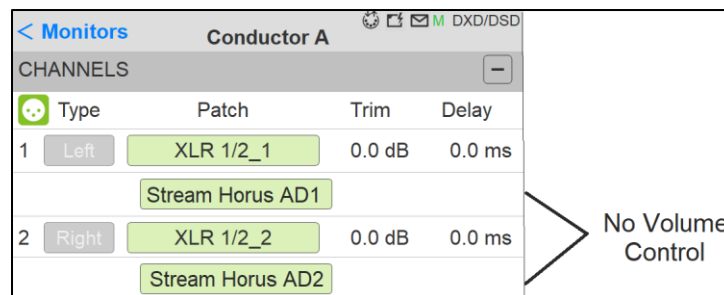 < Monitors
Conductor A
M DXD/DSD
CHANNELS
Type Patch Trim Delay
1 Left XLR 1/2_1 0.0 dB 0.0 ms
Stream Horus AD1
2 Right XLR 1/2_2 0.0 dB 0.0 ms
Stream Horus AD2
No Volume
Control